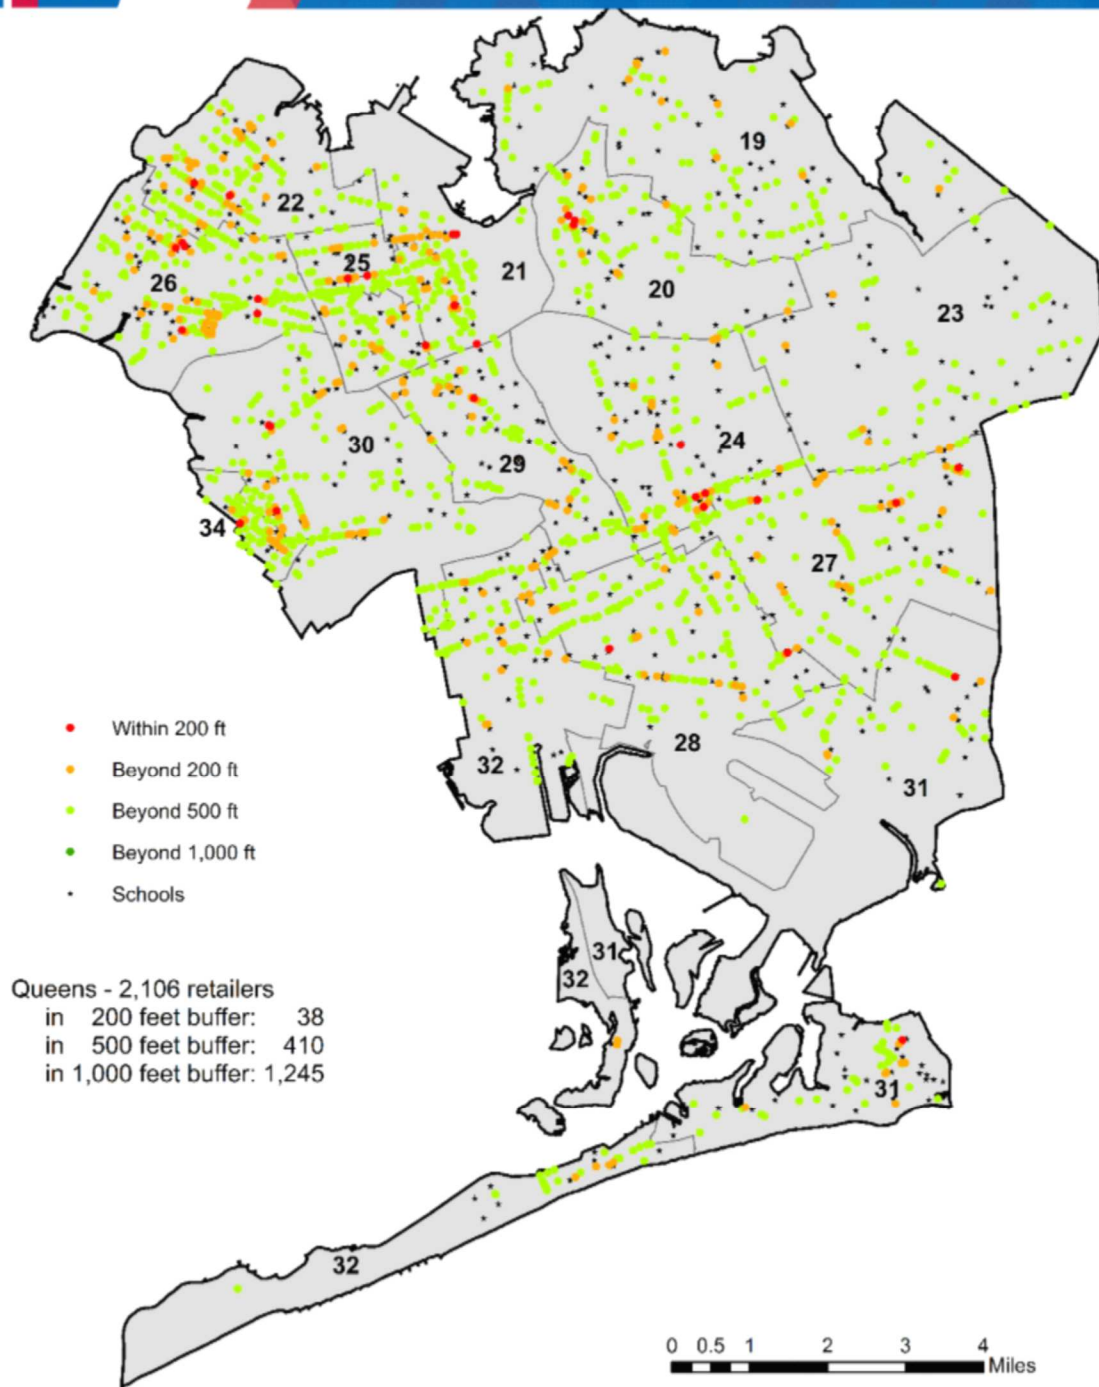 19
22
25
21
26
20
23
30
29
24
34
27
Within 200 ft
Beyond 200 ft
Beyond 500 ft
Beyond 1,000 ft
Schools
32
28
31
31
32
Queens - 2,106 retailers
in 200 feet buffer: 38
in 500 feet buffer: 410
in 1,000 feet buffer: 1,245
31
32
0 0.5 1 2 3 4
Miles